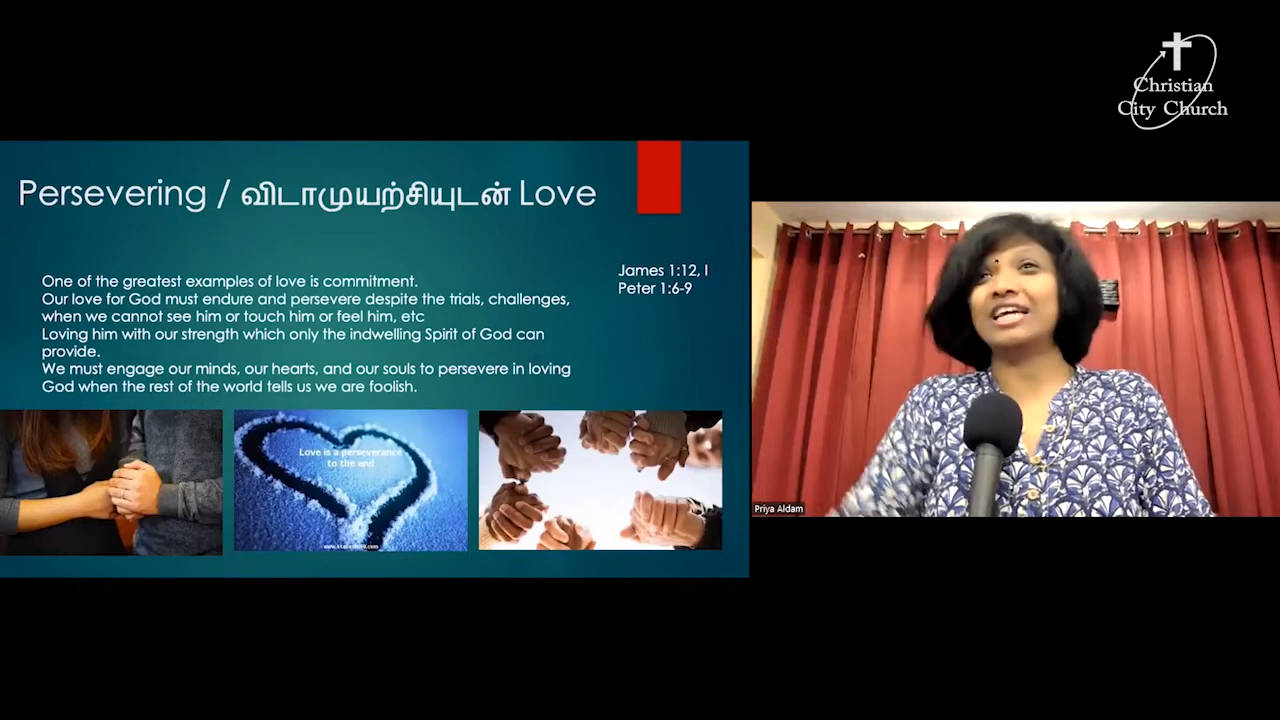 Christian
City Church
Persevering / விடாமுயற்சியுடன் Love
James 1:12, I
Peter 1:6-9
One of the greatest examples of love is commitment.
Our love for God must endure and persevere despite the trials, challenges,
when we cannot see him or touch him or feel him, etc
Loving him with our strength which only the indwelling Spirit of God can
provide.
We must engage our minds, our hearts, and our souls to persevere in loving
God when the rest of the world tells us we are foolish.
Love is a perseverance
to the end
Priya Aldam